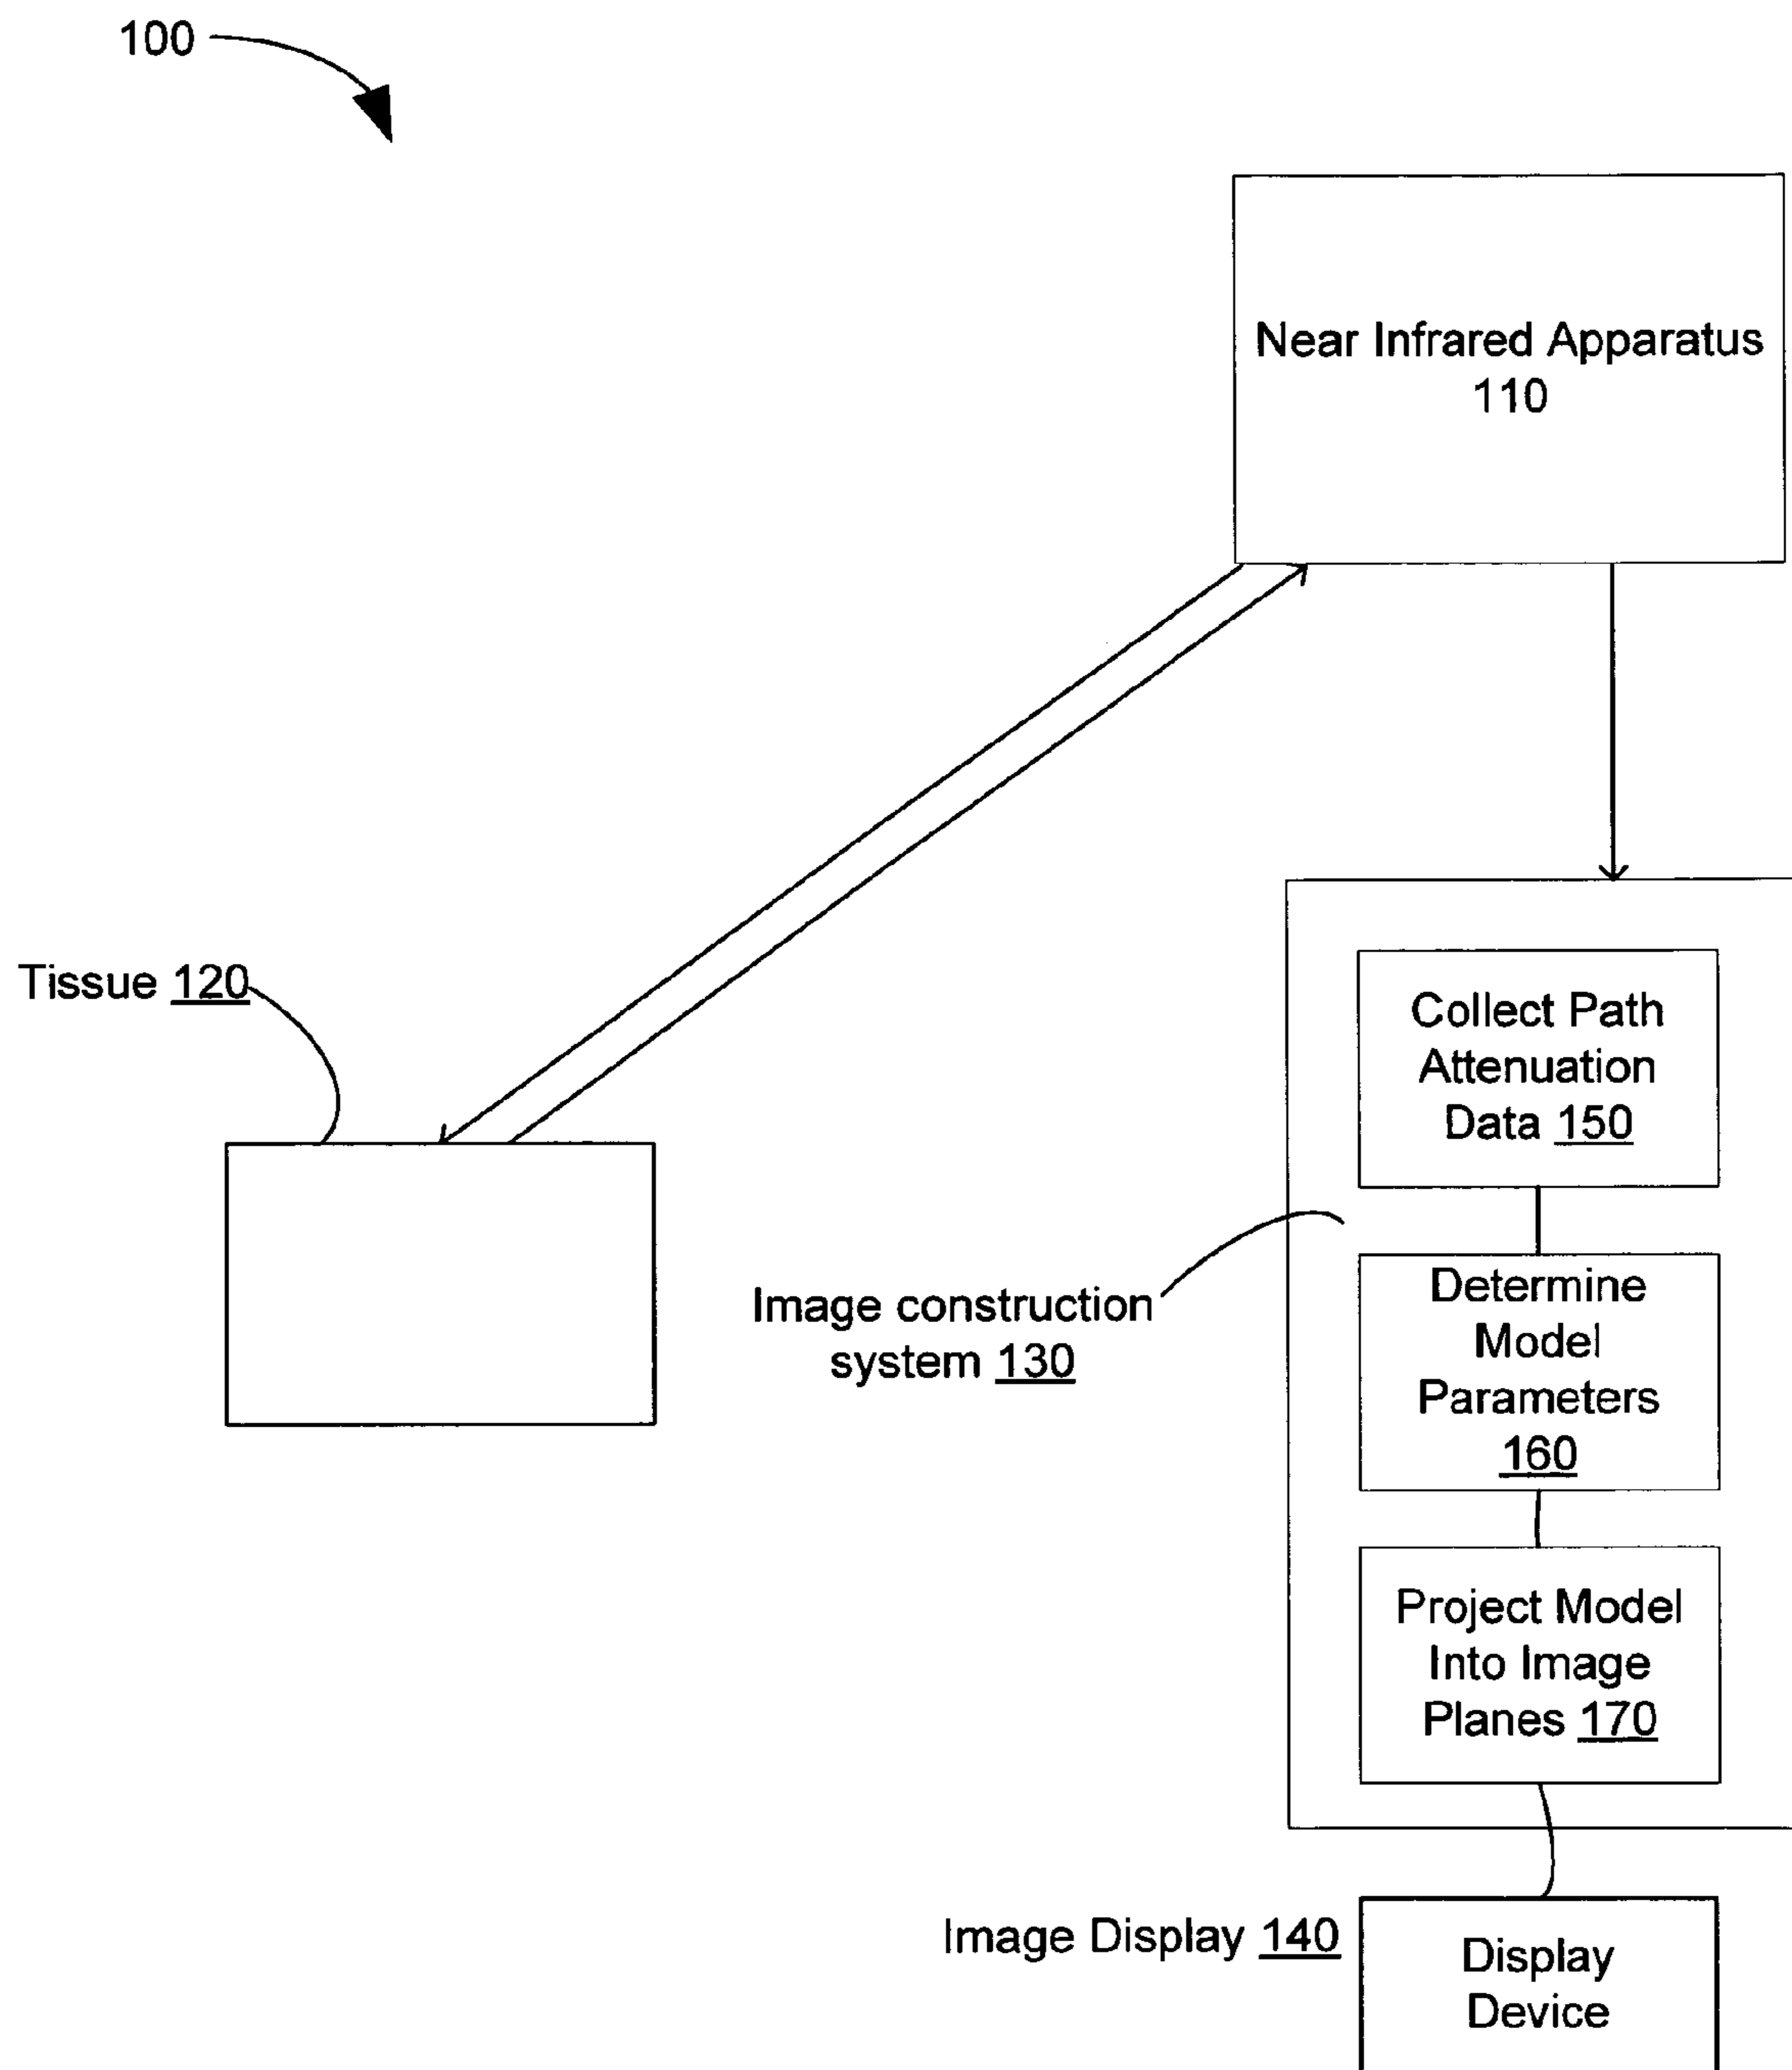 100
Near Infrared Apparatus
110
Tissue 120
Collect Path
Attenuation
Data 150
Image construction
system 130
Determine
Model
Parameters
160
Project Model
Into Image
Planes 170
Image Display 140
Display
Device